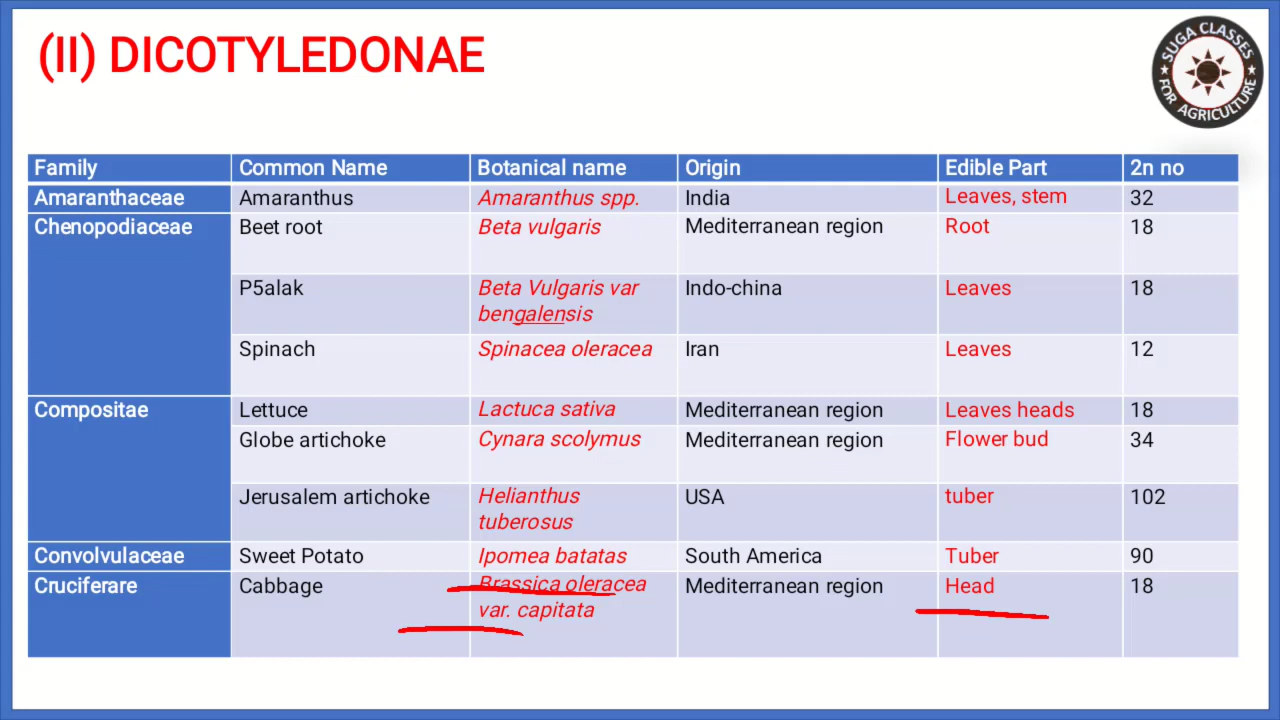 (II) DICOTYLEDONAE
SUGA CLASSES
FOR AGRICULTURE
Family Common Name Botanical name Origin Edible Part 2n no
Amaranthaceae Amaranthus Amaranthus spp. India Leaves, stem 32
Chenopodiaceae Beet root Beta vulgaris Mediterranean region Root 18
P5alak Beta Vulgaris var Indo-china Leaves 18
bengalensis
Spinach Spinacea oleracea Iran Leaves 12
Compositae Lettuce Lactuca sativa Mediterranean region Leaves heads 18
Globe artichoke Cynara scolymus Mediterranean region Flower bud 34
Jerusalem artichoke Helianthus USA tuber 102
tuberosus
Convolvulaceae Sweet Potato Ipomea batatas South America Tuber 90
Cruciferare Cabbage Brassica oleracea Mediterranean region Head 18
var. capitata